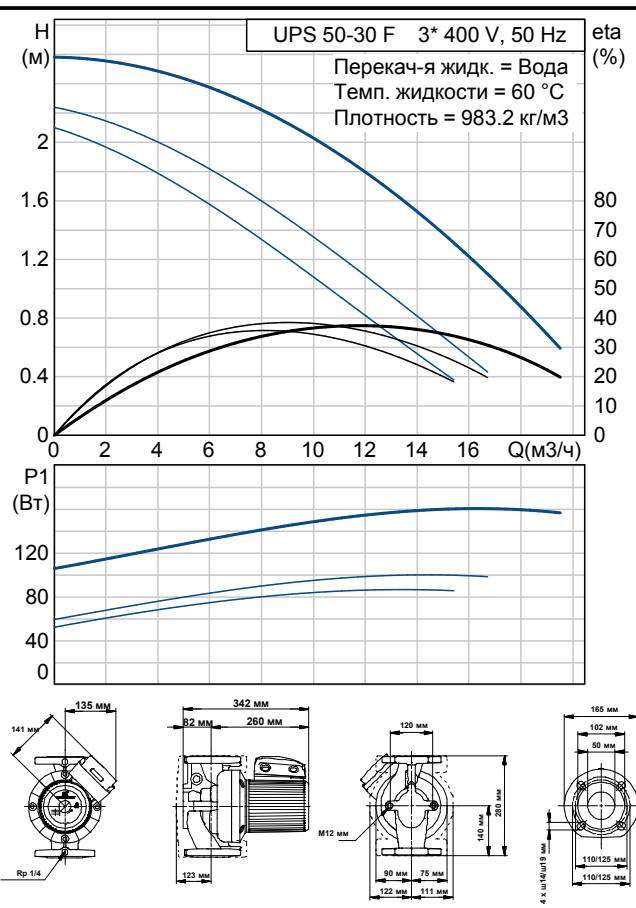 H
(м)
UPS 50-30 F 3* 400 V, 50 Hz
eta
(%)
Перекач-я жидк. = Вода
Темп. жидкости = 60 °C
Плотность = 983.2 кг/м3
2
1.6
1.2
0.8
0.4
0
80
70
60
50
40
30
20
10
0
0 2 4 6 8 10 12 14 16 Q(м3/ч)
P1
(Вт)
120
80
40
0
135 мм
141 мм
Rp 1/4
342 мм
82 мм 260 мм
123 мм
120 мм
M12 мм
280 мм
140 мм
90 мм 75 мм
122 мм 111 мм
165 мм
102 мм
50 мм
4 x ш14/ш19 мм
110/125 мм
110/125 мм